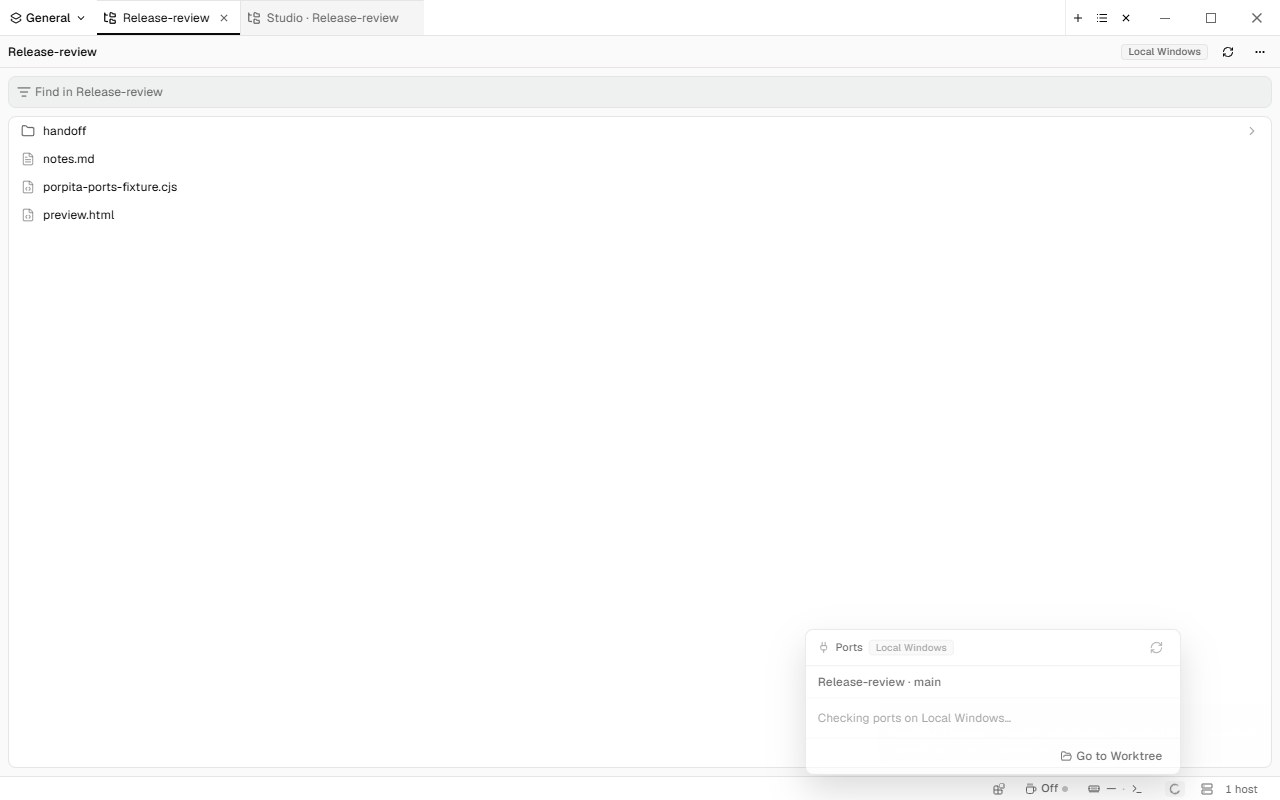 General
Release-review
Studio · Release-review
Release-review
Local Windows
Find in Release-review
handoff
notes.md
porpita-ports-fixture.cjs
preview.html
Ports
Local Windows
Release-review · main
Checking ports on Local Windows…
Go to Worktree
Off
— ·
1 host